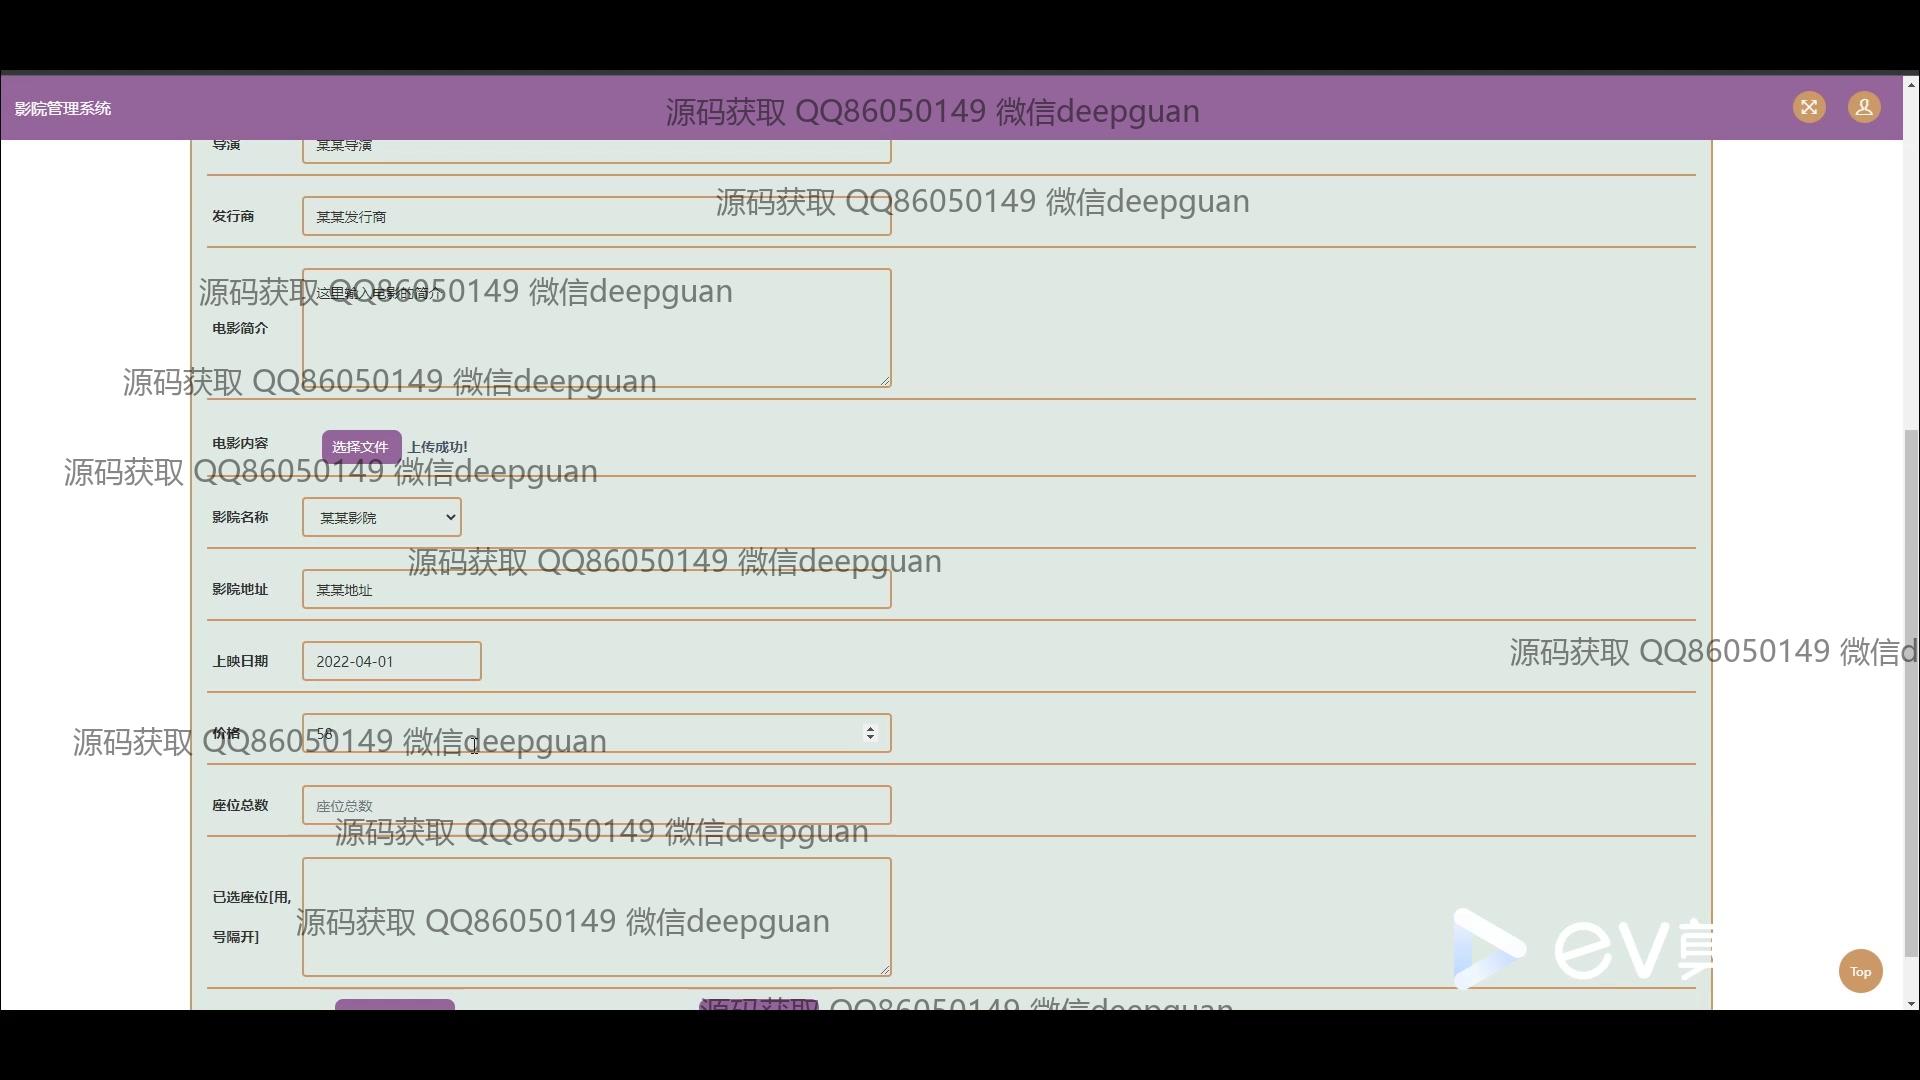 影院管理系统
源码获取 QQ86050149 微信deepguan
导演
某某导演
源码获取 QQ86050149 微信deepguan
发行商
某某发行商
源码获取 QQ86050149 微信deepguan
这里输入电影的简介
电影简介
源码获取 QQ86050149 微信deepguan
电影内容
选择文件
上传成功!
源码获取 QQ86050149 微信deepguan
影院名称
某某影院
源码获取 QQ86050149 微信deepguan
影院地址
某某地址
源码获取 QQ86050149 微信d
上映日期
2022-04-01
价格
58
源码获取 QQ86050149 微信deepguan
座位总数
座位总数
源码获取 QQ86050149 微信deepguan
已选座位[用,
号隔开]
源码获取 QQ86050149 微信deepguan
ev剪
Top
源码获取 QQ86050149 微信deepguan